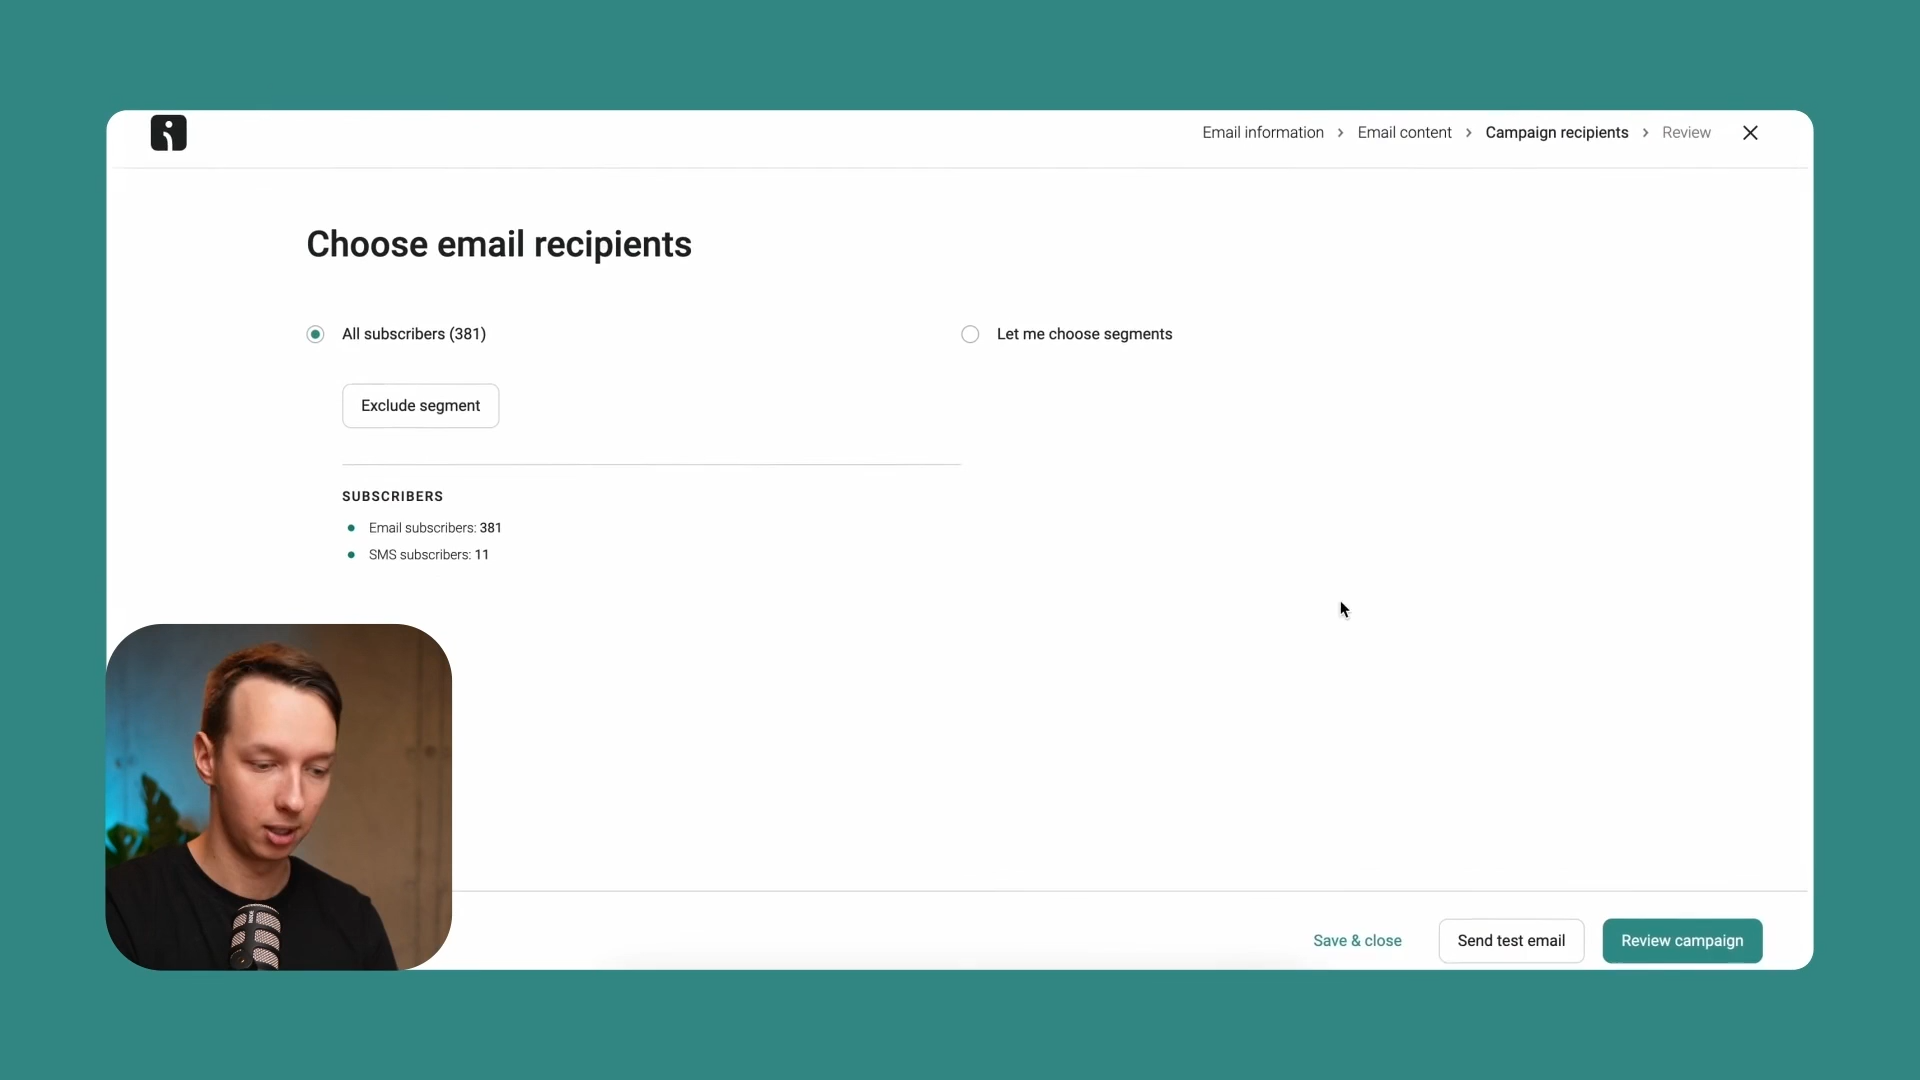 Email information > Email content > Campaign recipients > Review
Choose email recipients
All subscribers (381)
Let me choose segments
Exclude segment
SUBSCRIBERS
Email subscribers: 381
SMS subscribers: 11
Save & close
Send test email
Review campaign